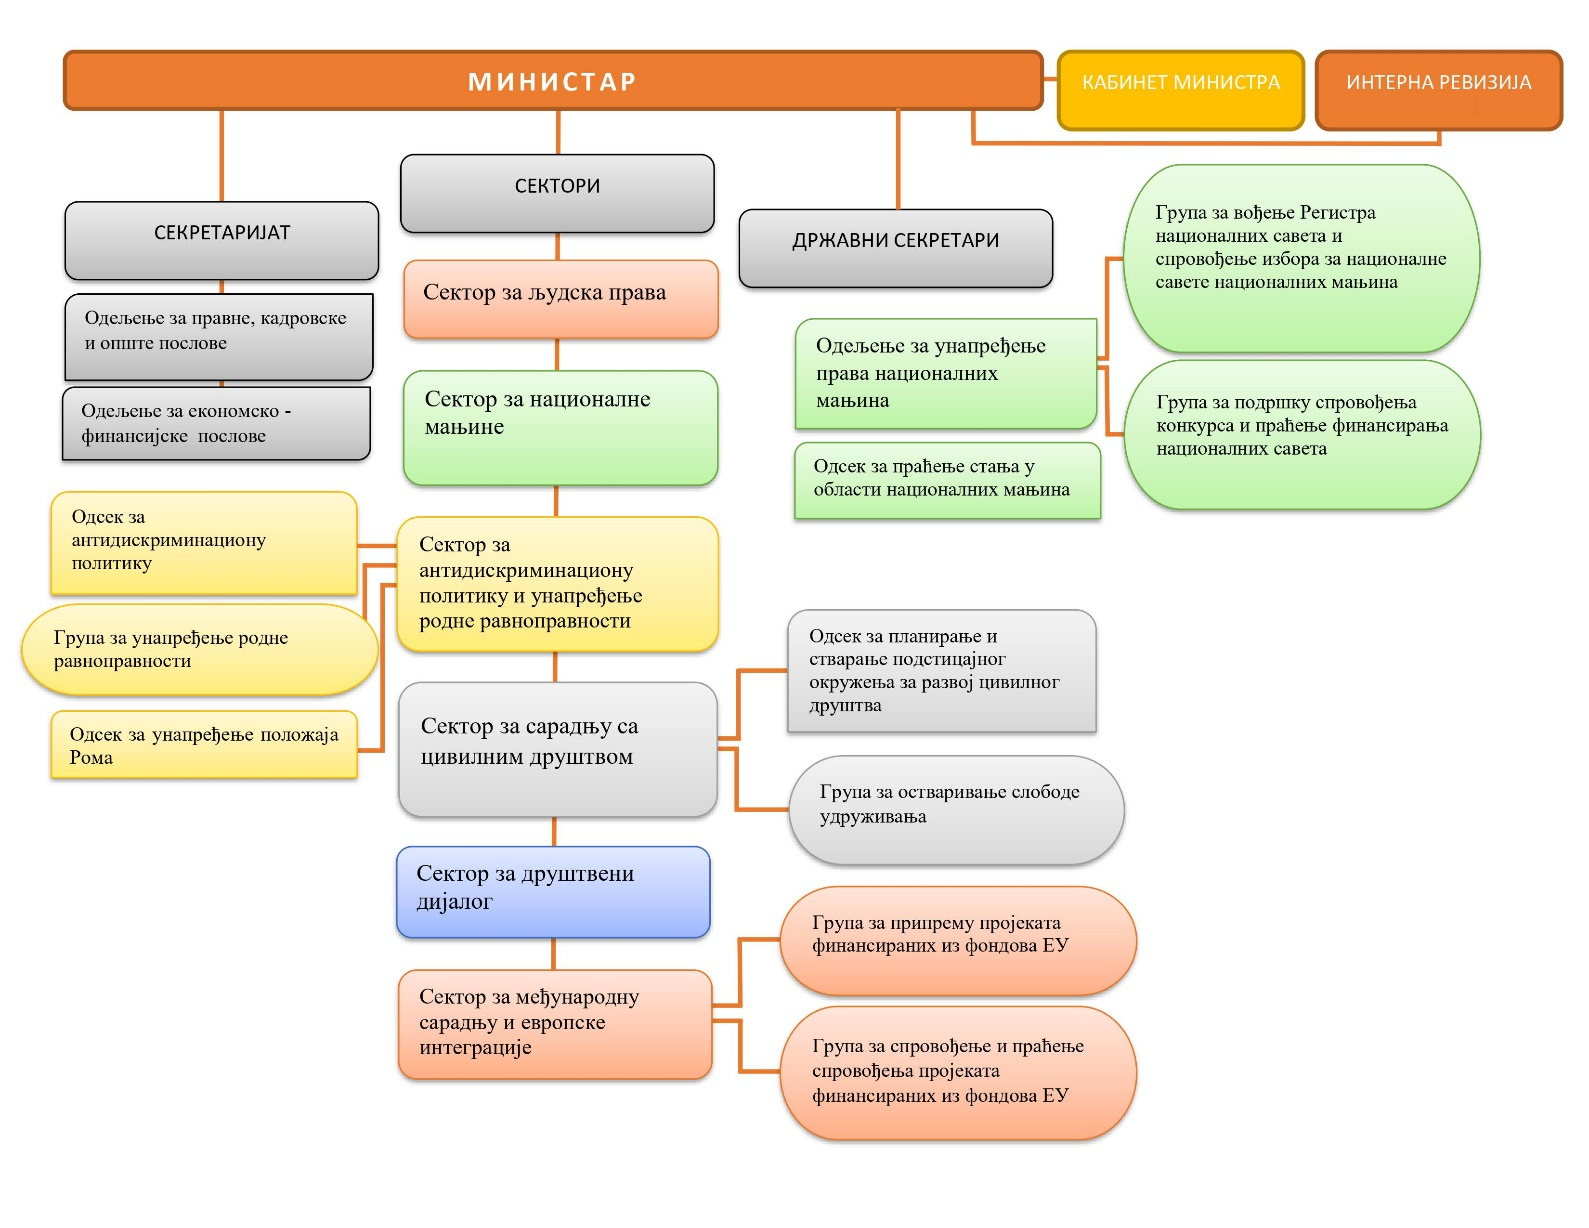 МИНИСТАР
КАБИНЕТ МИНИСТРА
ИНТЕРНА РЕВИЗИЈА
СЕКРЕТАРИЈАТ
Одељење за правне, кадровске
и опште послове
Одељење за економско -
финансијске послове
СЕКТОРИ
Сектор за људска права
Сектор за националне
мањине
Сектор за
антидискриминациону
политику и унапређење
родне равноправности
Одсек за
антидискриминациону
политику
Група за унапређење родне
равноправности
Одсек за унапређење положаја
Рома
Сектор за сарадњу са
цивилним друштвом
Сектор за друштвени
дијалог
Сектор за међународну
сарадњу и европске
интеграције
ДРЖАВНИ СЕКРЕТАРИ
Одељење за унапређење
права националних
мањина
Одсек за праћење стања у
области националних мањина
Група за вођење Регистра
националних савета и
спровођење избора за националне
савете националних мањина
Група за подршку спровођења
конкурса и праћење финансирања
националних савета
Одсек за планирање и
стварање подстицајног
окружења за развој цивилног
друштва
Група за остваривање слободе
удруживања
Група за припрему пројеката
финансираних из фондова ЕУ
Група за спровођење и праћење
спровођења пројеката
финансираних из фондова ЕУ